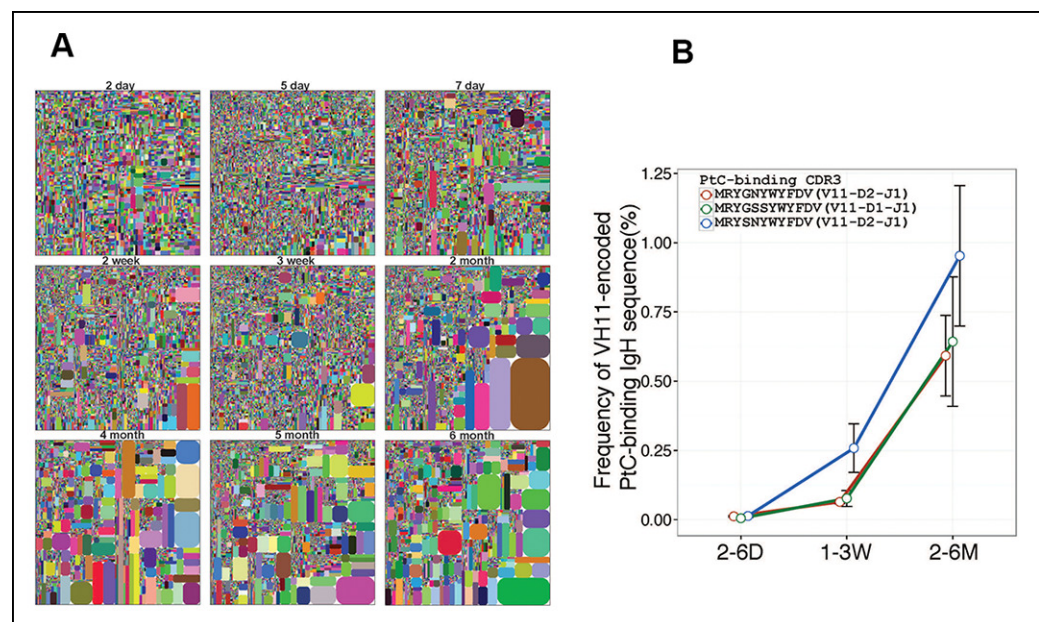 A
2 day 5 day 7 day
2 week 3 week 2 month
4 month 5 month 6 month
B
Frequency of VH11-encoded
PtC-binding IgH sequence(%)
1.25
1.00
0.75
0.50
0.25
0.00
PtC-binding CDR3
MRYGNYWYFDV(V11-D2-J1)
MRYGSSYWYFDV(V11-D1-J1)
MRYSNYWYFDV(V11-D2-J1)
2-6D 1-3W 2-6M